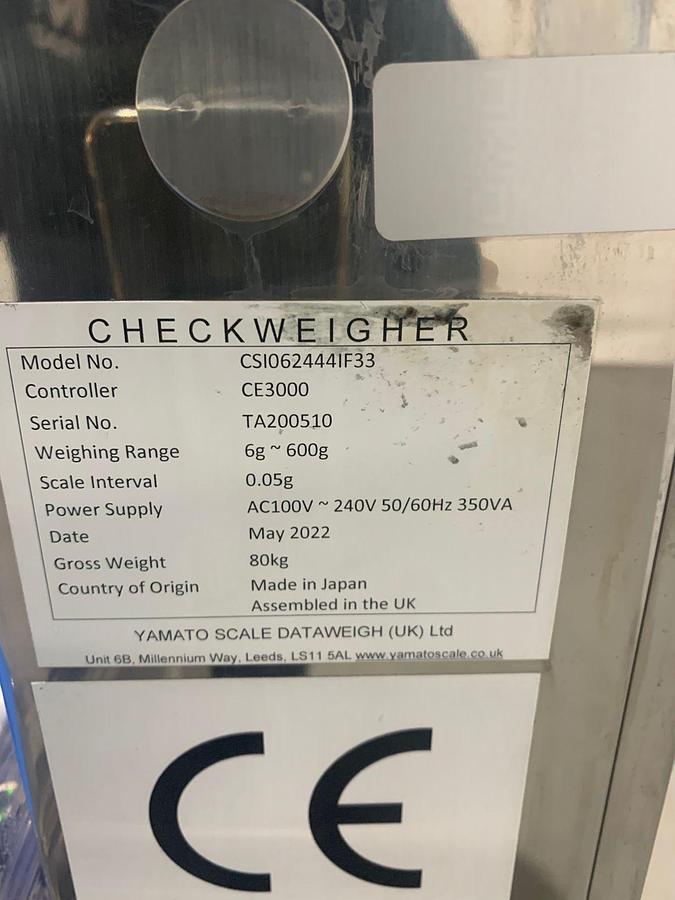 CHECKWEIGHER
Model No. CSI062444IF33
Controller CE3000
Serial No. TA200510
Weighing Range 6g ~ 600g
Scale Interval 0.05g
Power Supply AC100V ~ 240V 50/60Hz 350VA
Date May 2022
Gross Weight 80kg
Country of Origin Made in Japan
Assembled in the UK
YAMATO SCALE DATAWEIGH (UK) Ltd
Unit 6B, Millennium Way, Leeds, LS11 5AL www.yamatoscale.co.uk
CE